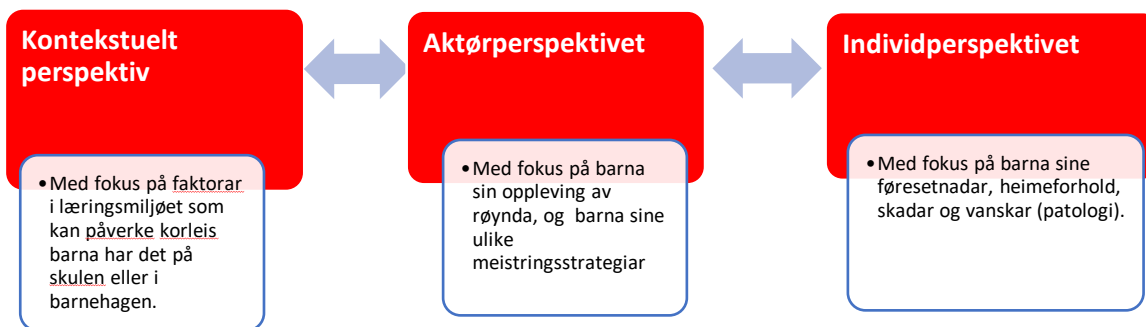 Kontekstuelt
perspektiv
•Med fokus på faktorar
i læringsmiljøet som
kan påverke korleis
barna har det på
skulen eller i
barnehagen.
Aktørperspektivet
•Med fokus på barna
sin oppleving av
røynda, og  barna sine
ulike
meistringsstrategiar
Individperspektivet
•Med fokus på barna sine
føresetnadar, heimeforhold,
skadar og vanskar (patologi).